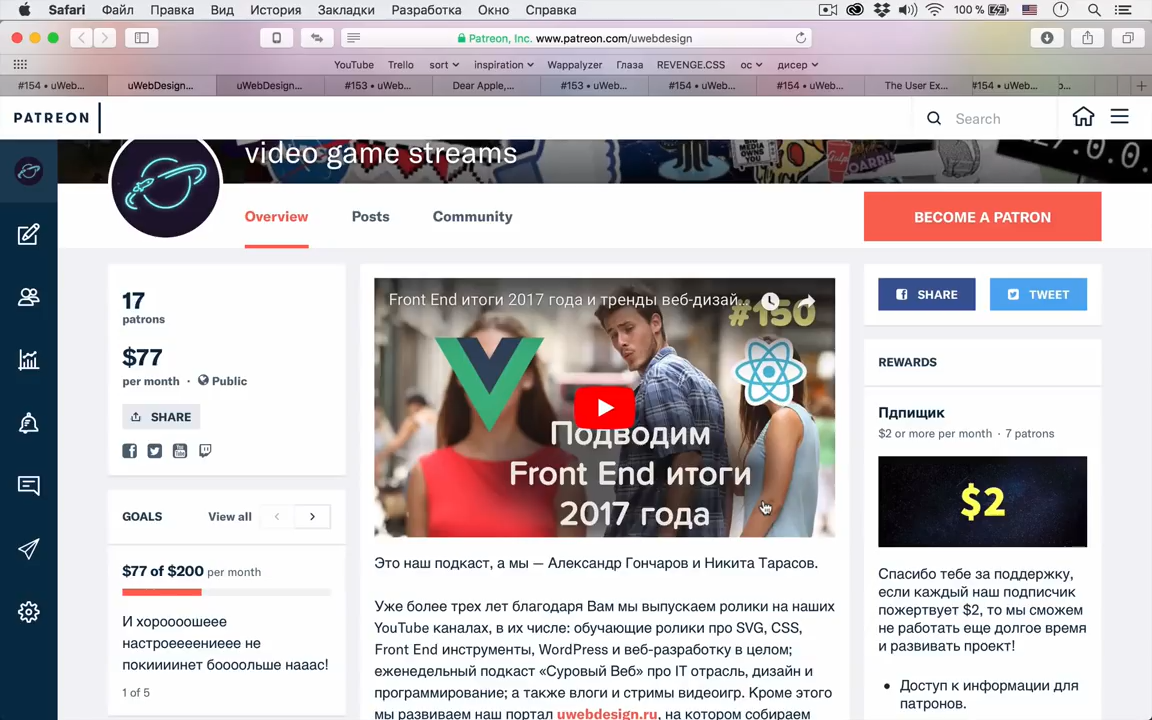 Safari Файл Правка Вид История Закладки Разработка Окно Справка 100 %
Patreon, Inc. www.patreon.com/uwebdesign
YouTube Trello sort inspiration Wappalyzer Глаза REVENGE.CSS ос дисер
#154 • uWeb... uWebDesign... uWebDesign... #153 • uWeb... Dear Apple,... #153 • uWeb... #154 • uWeb... #154 • uWeb... The User Ex... #154 • uWeb...
PATREON Search
video game streams
Overview Posts Community BECOME A PATRON
17
patrons
$77
per month · Public
SHARE
GOALS View all
$77 of $200 per month
И хороооошеее
настроееениеее не
покиииинет боооольше нааас!
1 of 5
Front End итоги 2017 года и тренды веб-дизай...
#150
Подводим
Front End итоги
2017 года
Это наш подкаст, а мы — Александр Гончаров и Никита Тарасов.
Уже более трех лет благодаря Вам мы выпускаем ролики на наших
YouTube каналах, в их числе: обучающие ролики про SVG, CSS,
Front End инструменты, WordPress и веб-разработку в целом;
еженедельный подкаст «Суровый Веб» про IT отрасль, дизайн и
программирование; а также влоги и стримы видеоигр. Кроме этого
мы развиваем наш портал uwebdesign.ru, на котором собираем
SHARE TWEET
REWARDS
Пдпищик
$2 or more per month · 7 patrons
$2
Спасибо тебе за поддержку,
если каждый наш подписчик
пожертвует $2, то мы сможем
не работать еще долгое время
и развивать проект!
• Доступ к информации для
патронов.